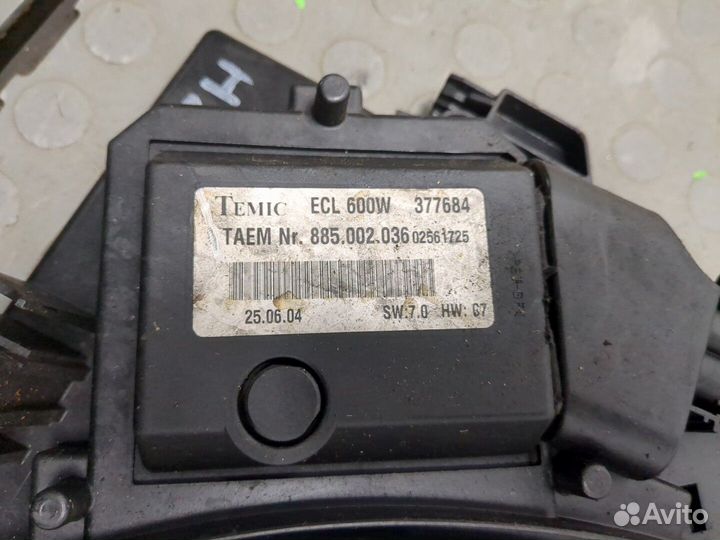 TEMIC ECL 600W 377684
TAEM Nr. 885.002.036 02561725
25.06.04 SW:7.0 HW: C7
Avito